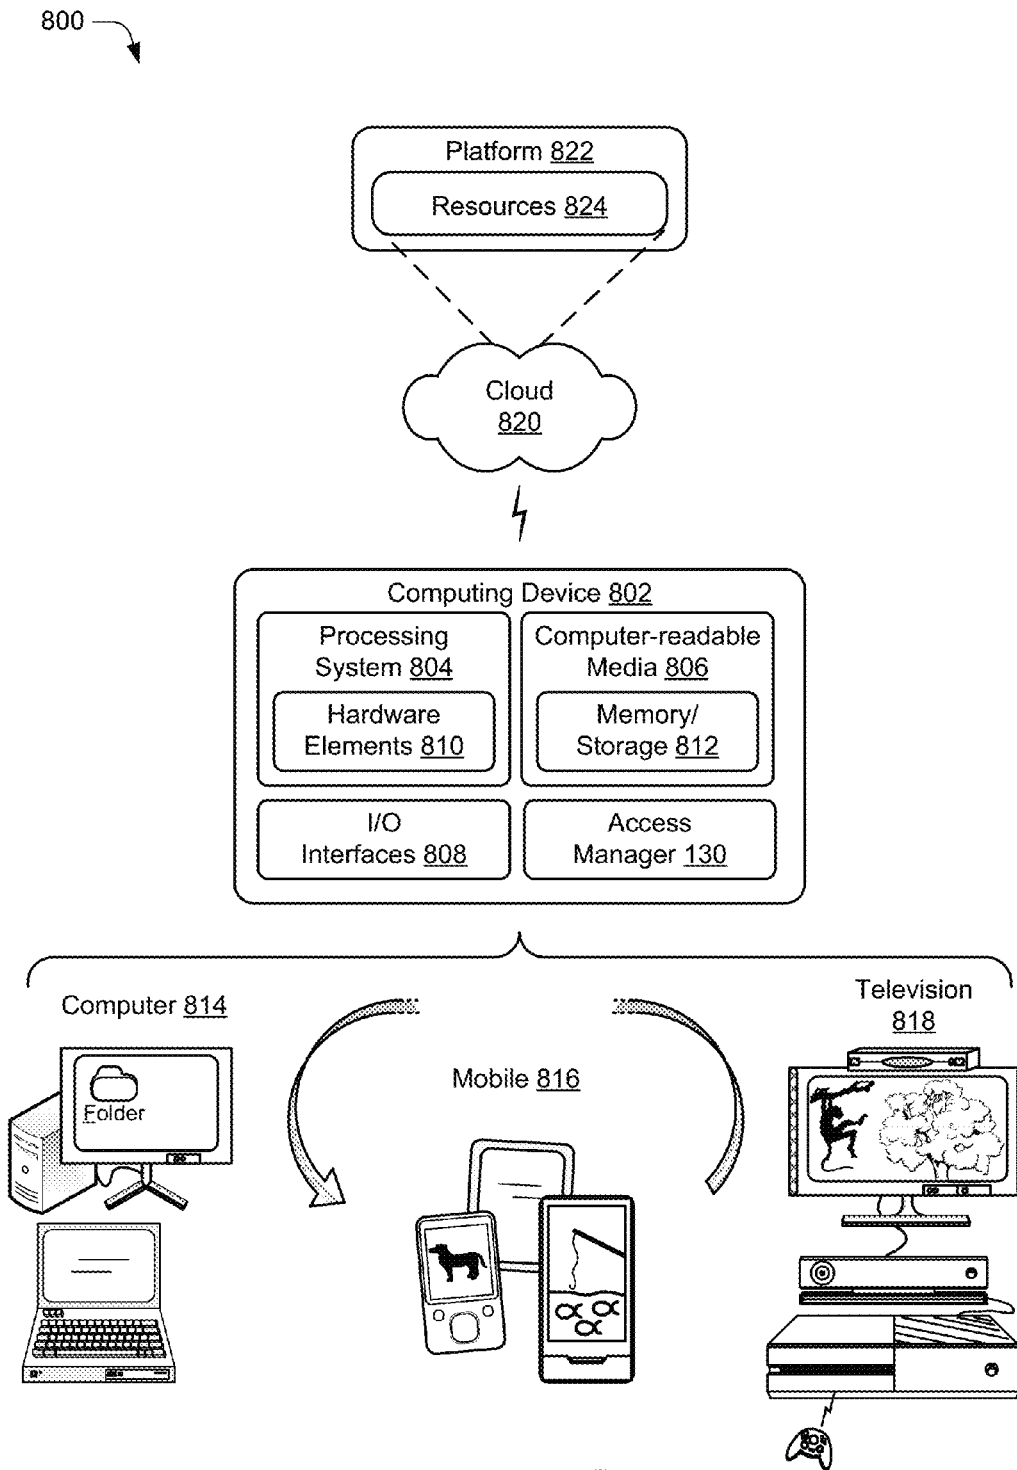 800
Platform 822
Resources 824
Cloud
820
Computing Device 802
Processing
System 804
Computer-readable
Media 806
Hardware
Elements 810
Memory/
Storage 812
I/O
Interfaces 808
Access
Manager 130
Computer 814
Television
818
Mobile 816
Folder